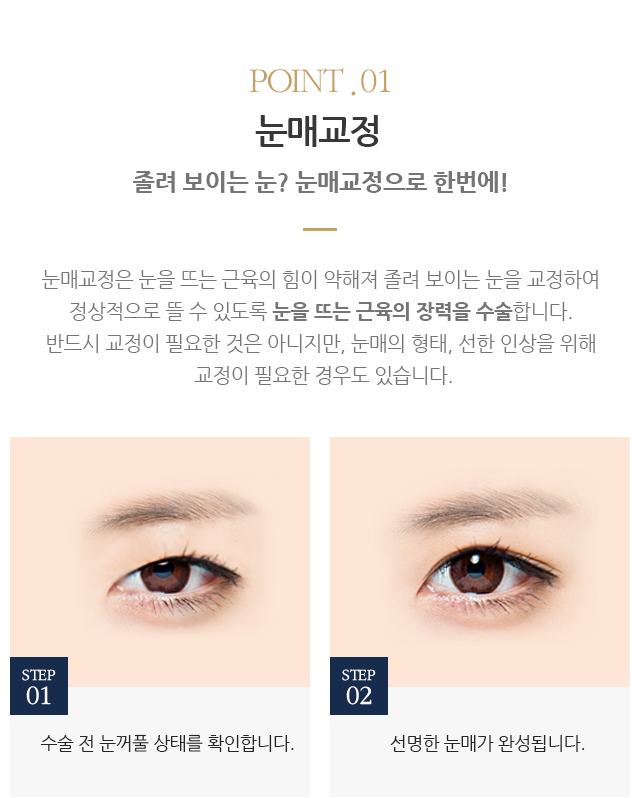 POINT .01
눈매교정
졸려 보이는 눈? 눈매교정으로 한번에!
눈매교정은 눈을 뜨는 근육의 힘이 약해져 졸려 보이는 눈을 교정하여
정상적으로 뜰 수 있도록 눈을 뜨는 근육의 장력을 수술합니다.
반드시 교정이 필요한 것은 아니지만, 눈매의 형태, 선한 인상을 위해
교정이 필요한 경우도 있습니다.
STEP
01
수술 전 눈꺼풀 상태를 확인합니다.
STEP
02
선명한 눈매가 완성됩니다.